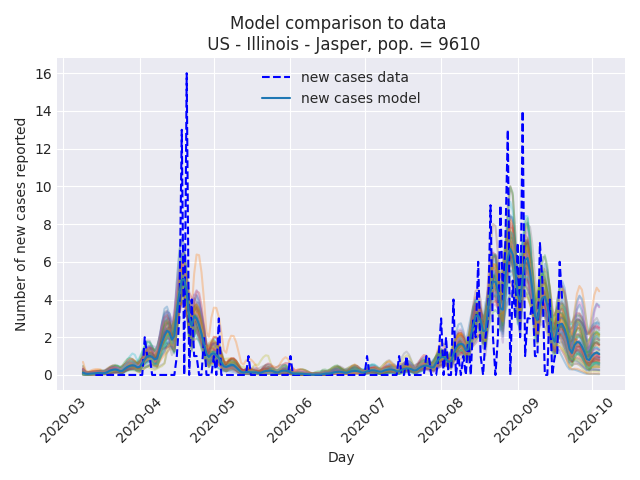 Model comparison to data
US - Illinois - Jasper, pop. = 9610
new cases data
new cases model
Number of new cases reported
16
14
12
10
8
6
4
2
0
2020-03
2020-04
2020-05
2020-06
2020-07
2020-08
2020-09
2020-10
Day